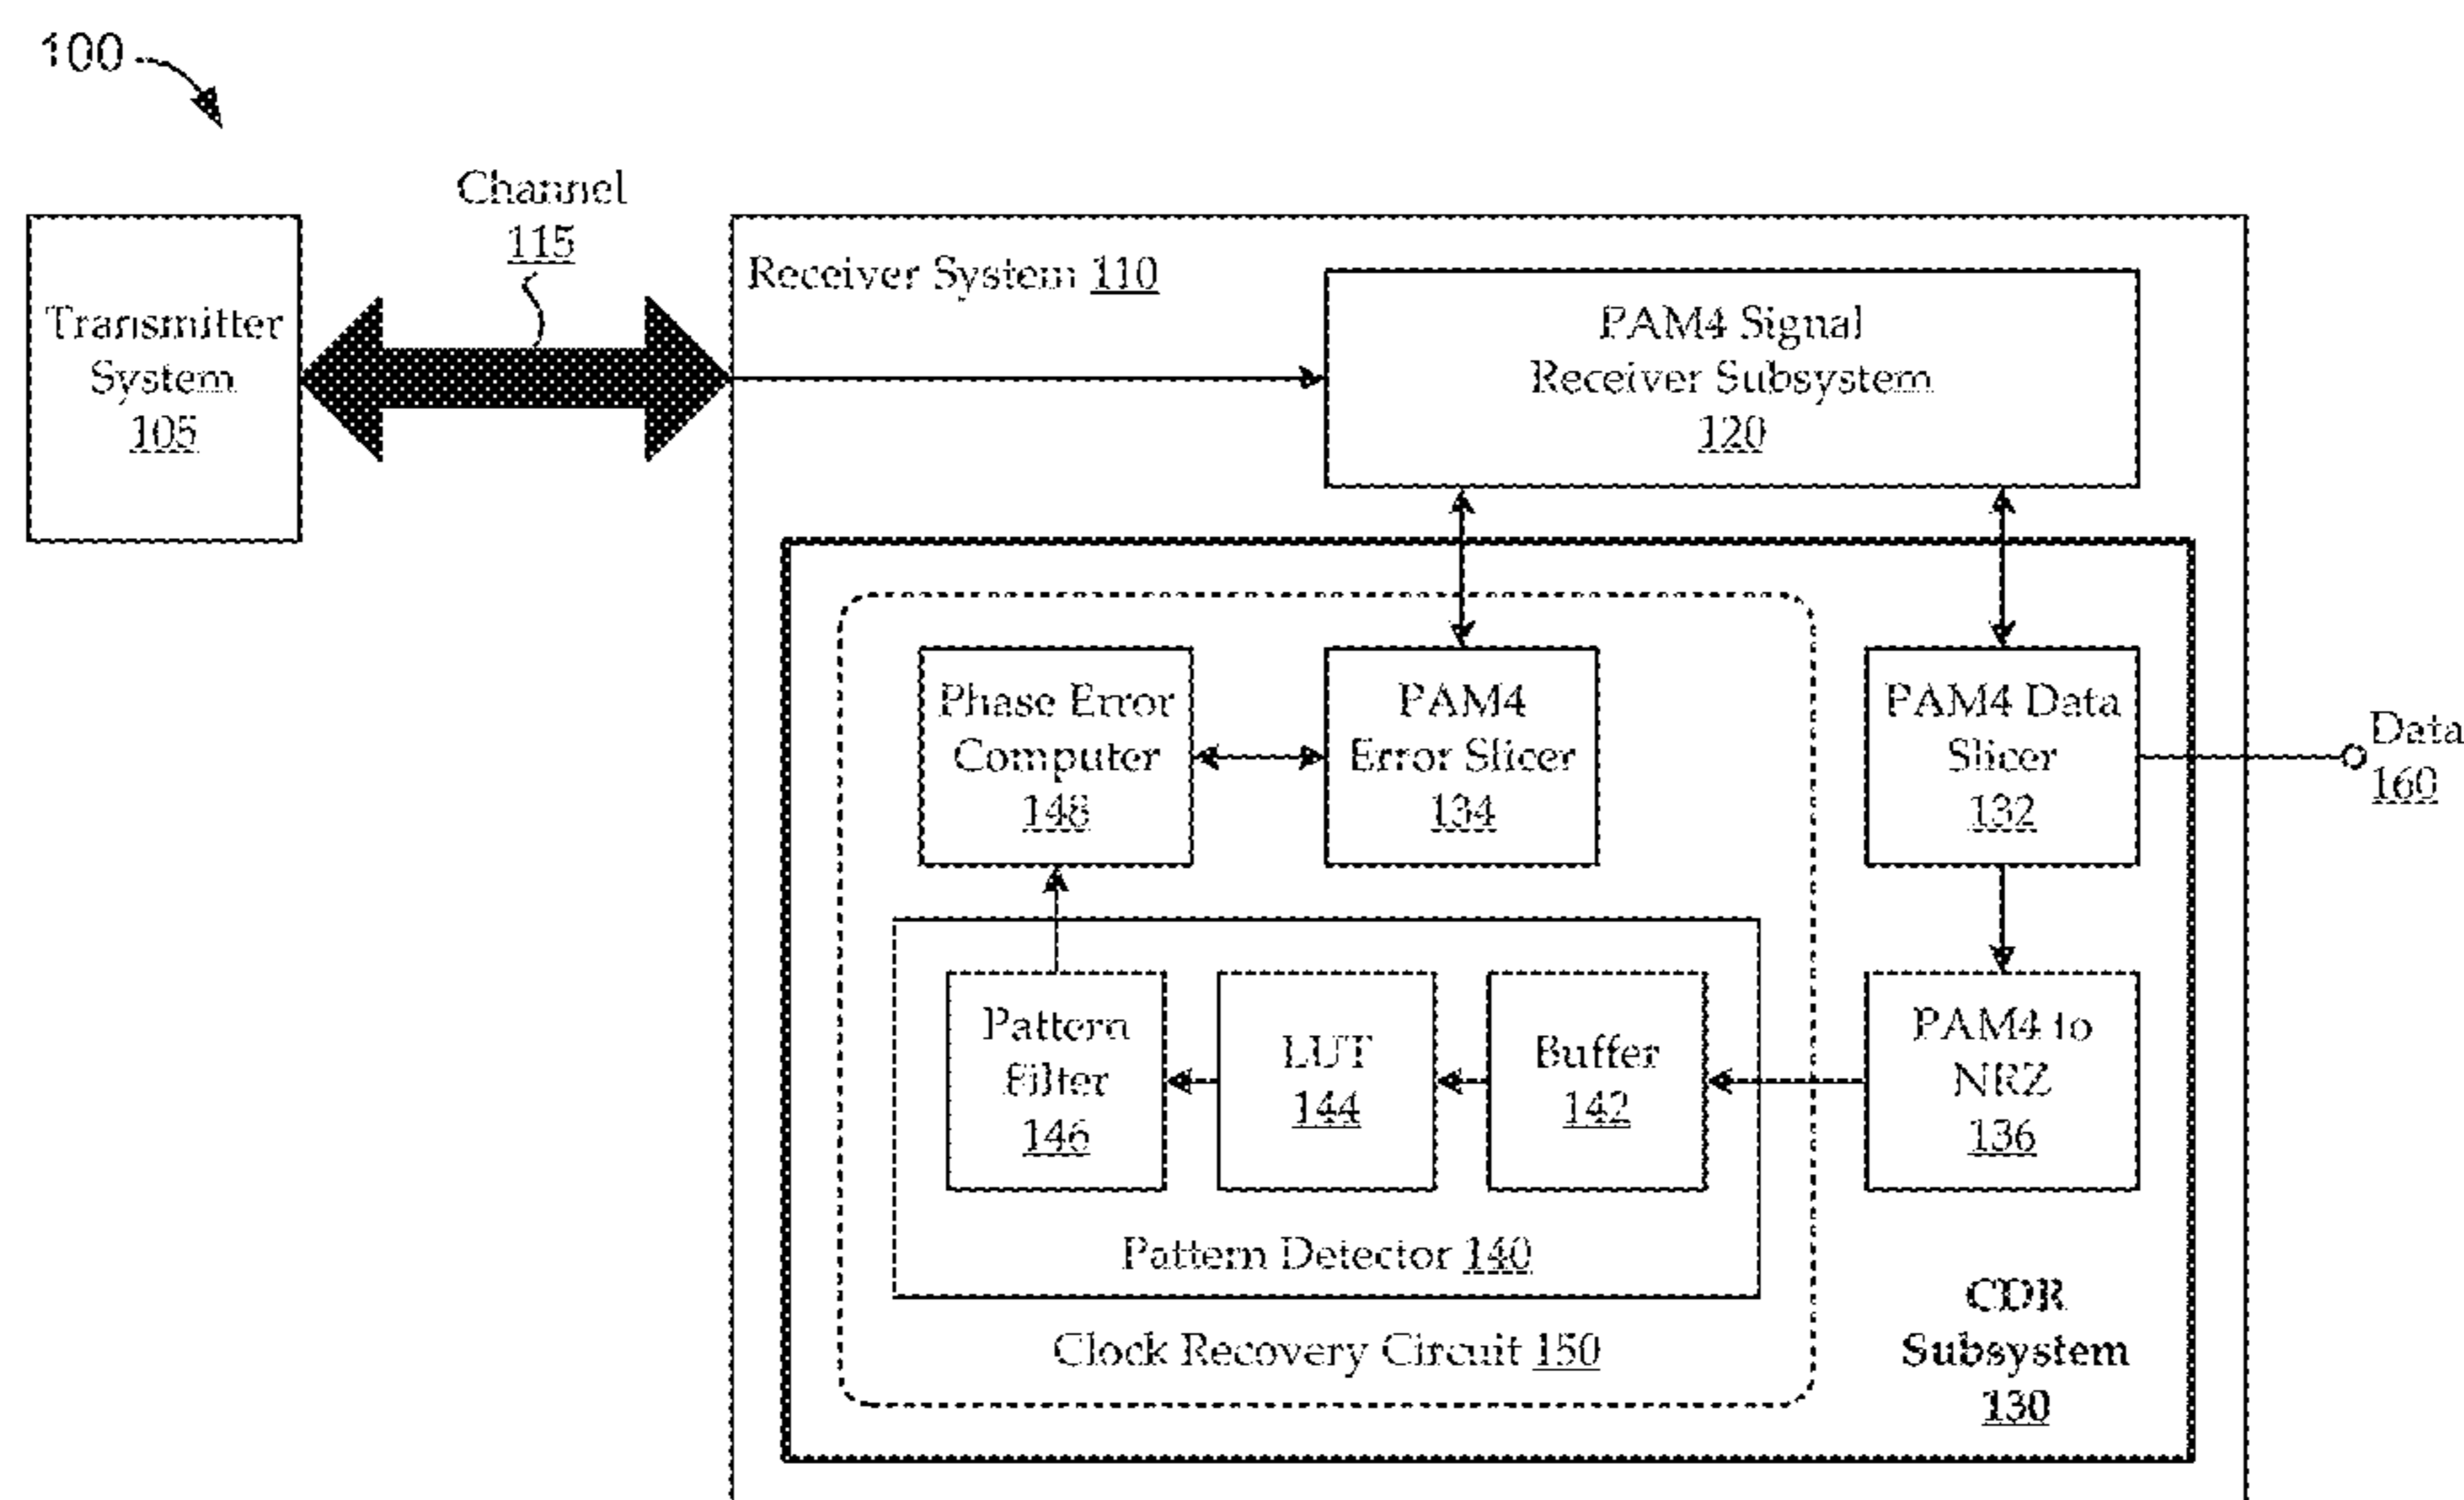 100
Channel
115
Transmitter
System
105
Receiver System 110
PAM4 Signal
Receiver Subsystem
120
Phase Error
Computer
148
PAM4
Error Slicer
134
PAM4 Data
Slicer
132
Data
160
Pattern
Filter
146
LUT
144
Buffer
142
PAM4 to
NRZ
136
Pattern Detector 140
Clock Recovery Circuit 150
CDR
Subsystem
130